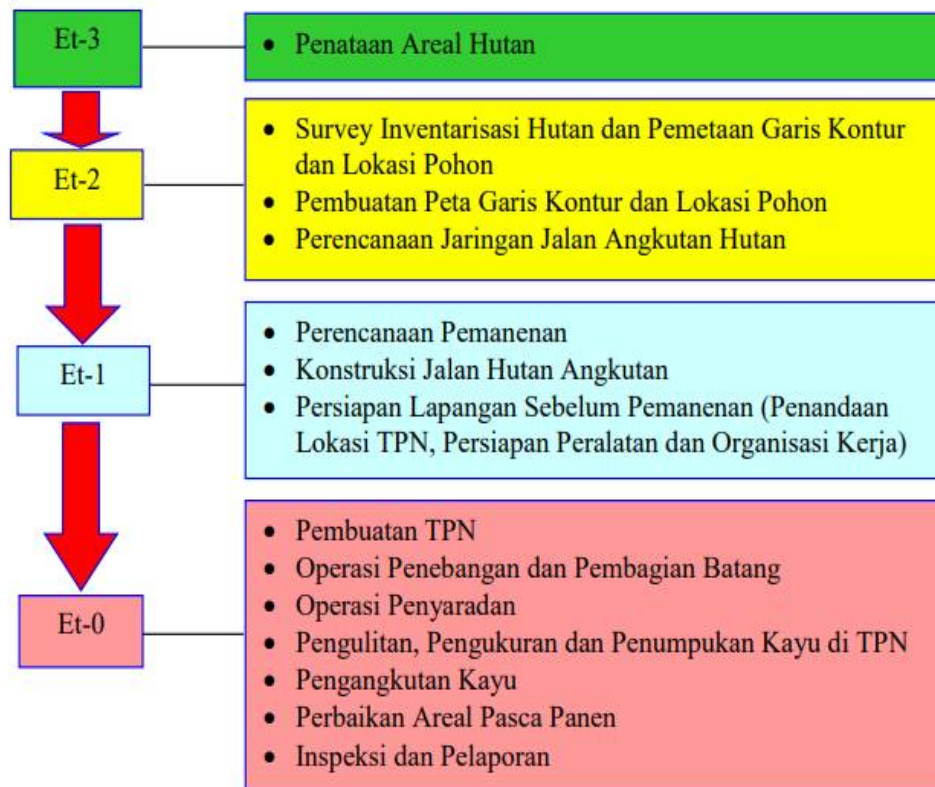 Et-3
• Penataan Areal Hutan
Et-2
• Survey Inventarisasi Hutan dan Pemetaan Garis Kontur
dan Lokasi Pohon
• Pembuatan Peta Garis Kontur dan Lokasi Pohon
• Perencanaan Jaringan Jalan Angkutan Hutan
Et-1
• Perencanaan Pemanenan
• Konstruksi Jalan Hutan Angkutan
• Persiapan Lapangan Sebelum Pemanenan (Penandaan
Lokasi TPN, Persiapan Peralatan dan Organisasi Kerja)
Et-0
• Pembuatan TPN
• Operasi Penebangan dan Pembagian Batang
• Operasi Penyaradan
• Pengulitan, Pengukuran dan Penumpukan Kayu di TPN
• Pengangkutan Kayu
• Perbaikan Areal Pasca Panen
• Inspeksi dan Pelaporan